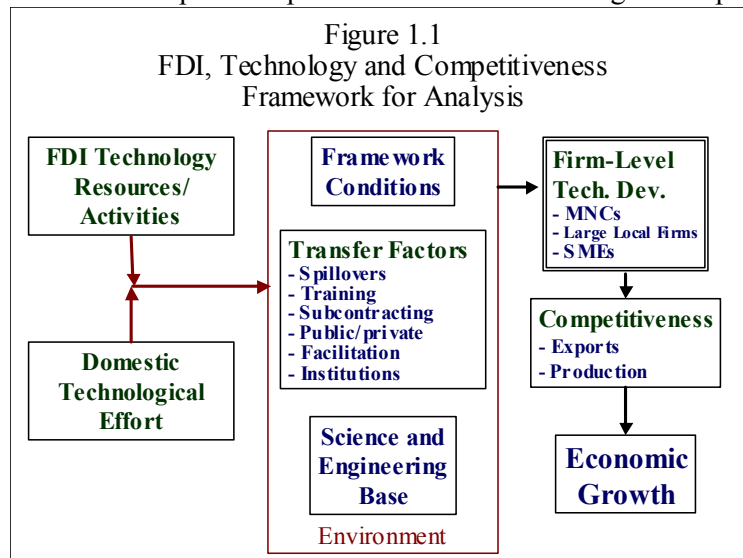 Figure 1.1
FDI, Technology and Competitiveness
Framework for Analysis
FDI Technology
Resources/
Activities
Domestic
Technological
Effort
Framework
Conditions
Transfer Factors
- Spillovers
- Training
- Subcontracting
- Public/private
- Facilitation
- Institutions
Science and
Engineering
Base
Environment
Firm-Level
Tech. Dev.
- MNCs
- Large Local Firms
- SMEs
Competitiveness
- Exports
- Production
Economic
Growth